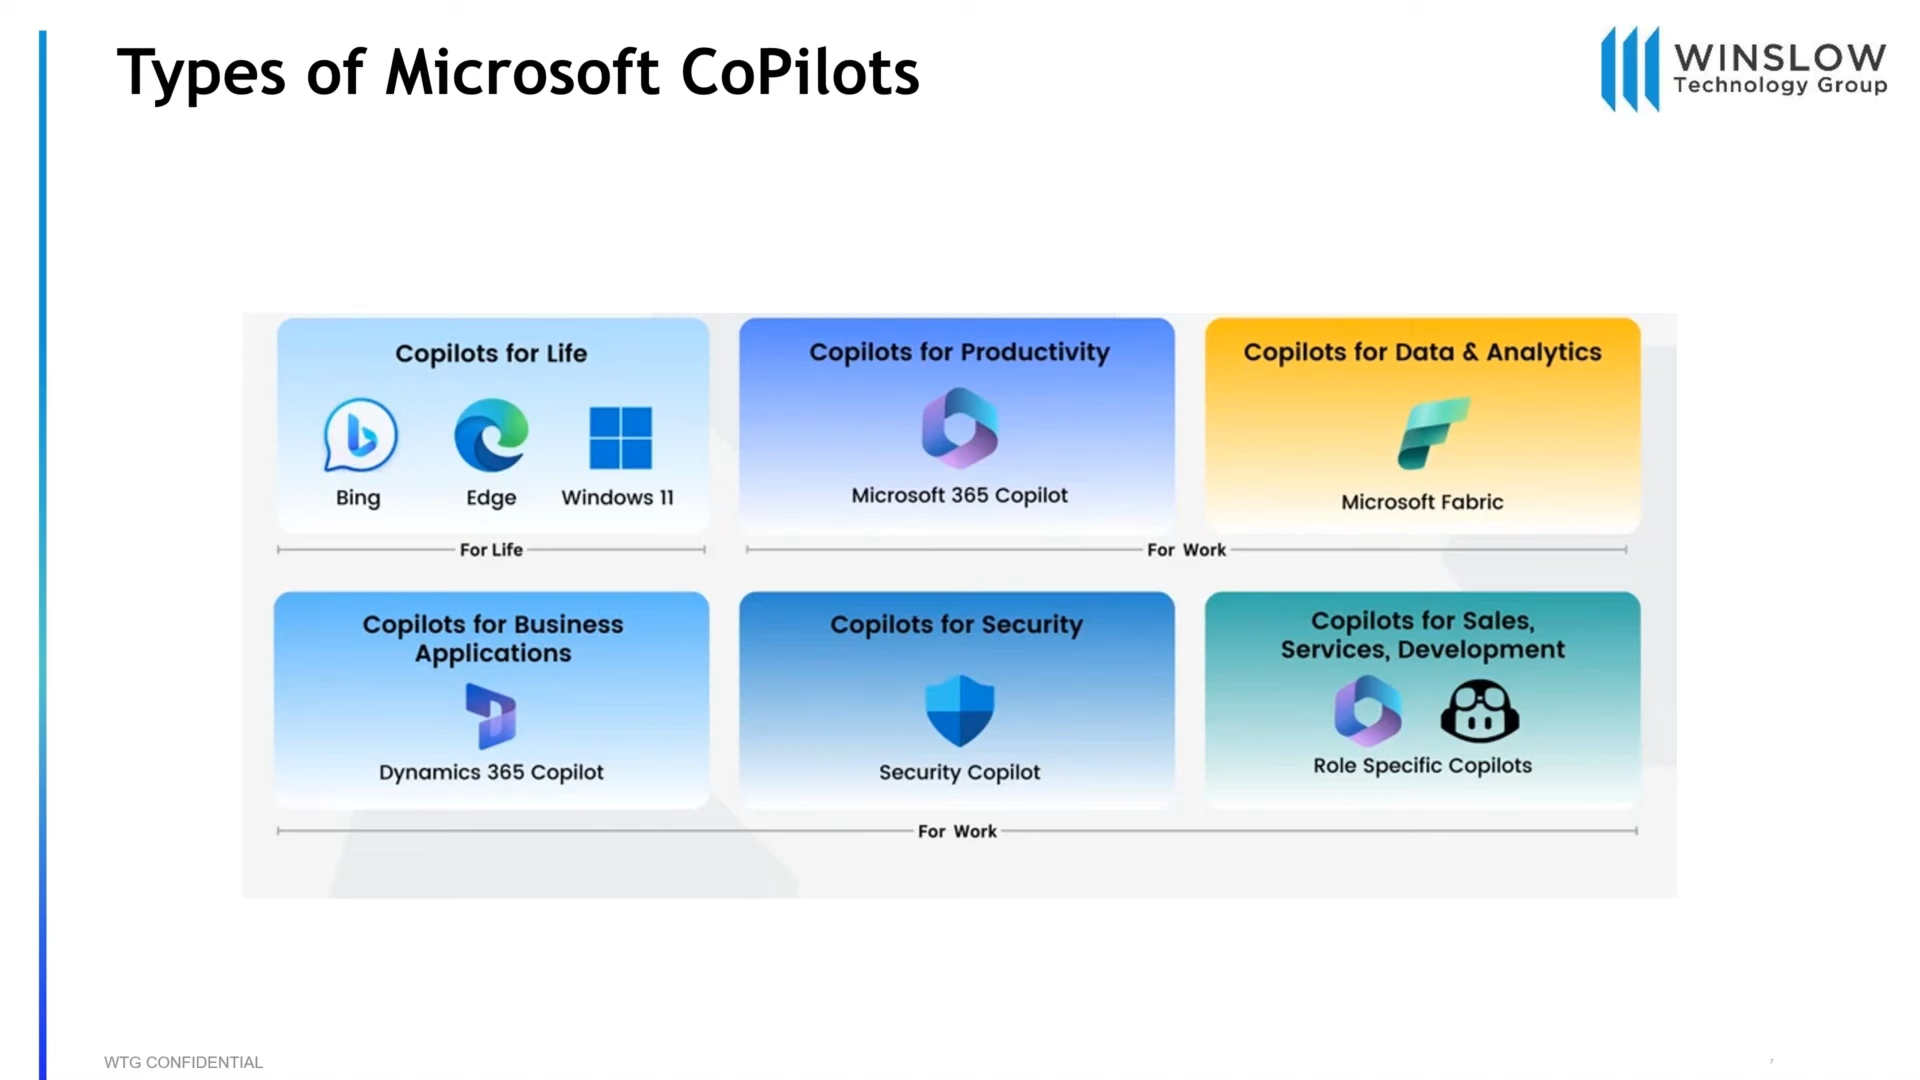 Types of Microsoft CoPilots
WINSLOW
Technology Group
Copilots for Life
Bing
Edge
Windows 11
Copilots for Productivity
Microsoft 365 Copilot
Copilots for Data & Analytics
Microsoft Fabric
For Life
For Work
Copilots for Business
Applications
Dynamics 365 Copilot
Copilots for Security
Security Copilot
Copilots for Sales,
Services, Development
Role Specific Copilots
For Work
WTG CONFIDENTIAL
7